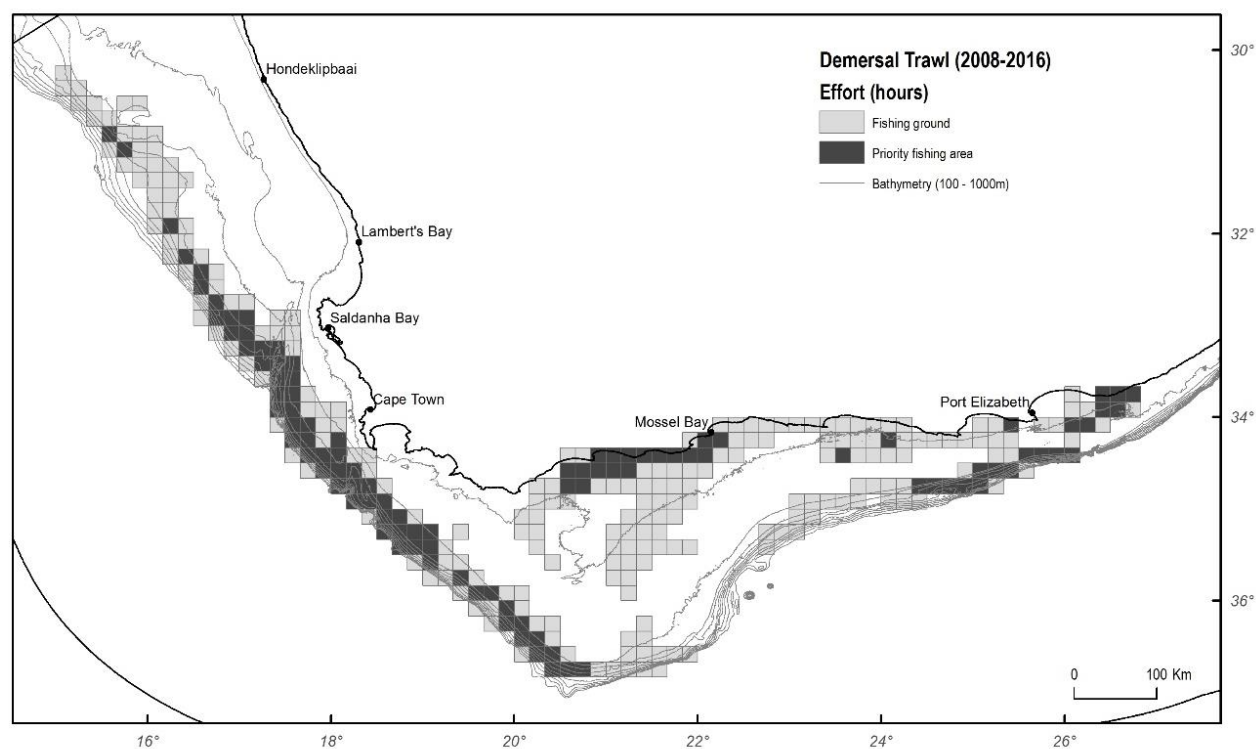 Demersal Trawl (2008-2016)
Effort (hours)
Fishing ground
Priority fishing area
Bathymetry (100 - 1000m)
Hondeklipbaai
Lambert's Bay
Saldanha Bay
Cape Town
Mossel Bay
Port Elizabeth
30°
32°
34°
36°
0 100 Km
16° 18° 20° 22° 24° 26°